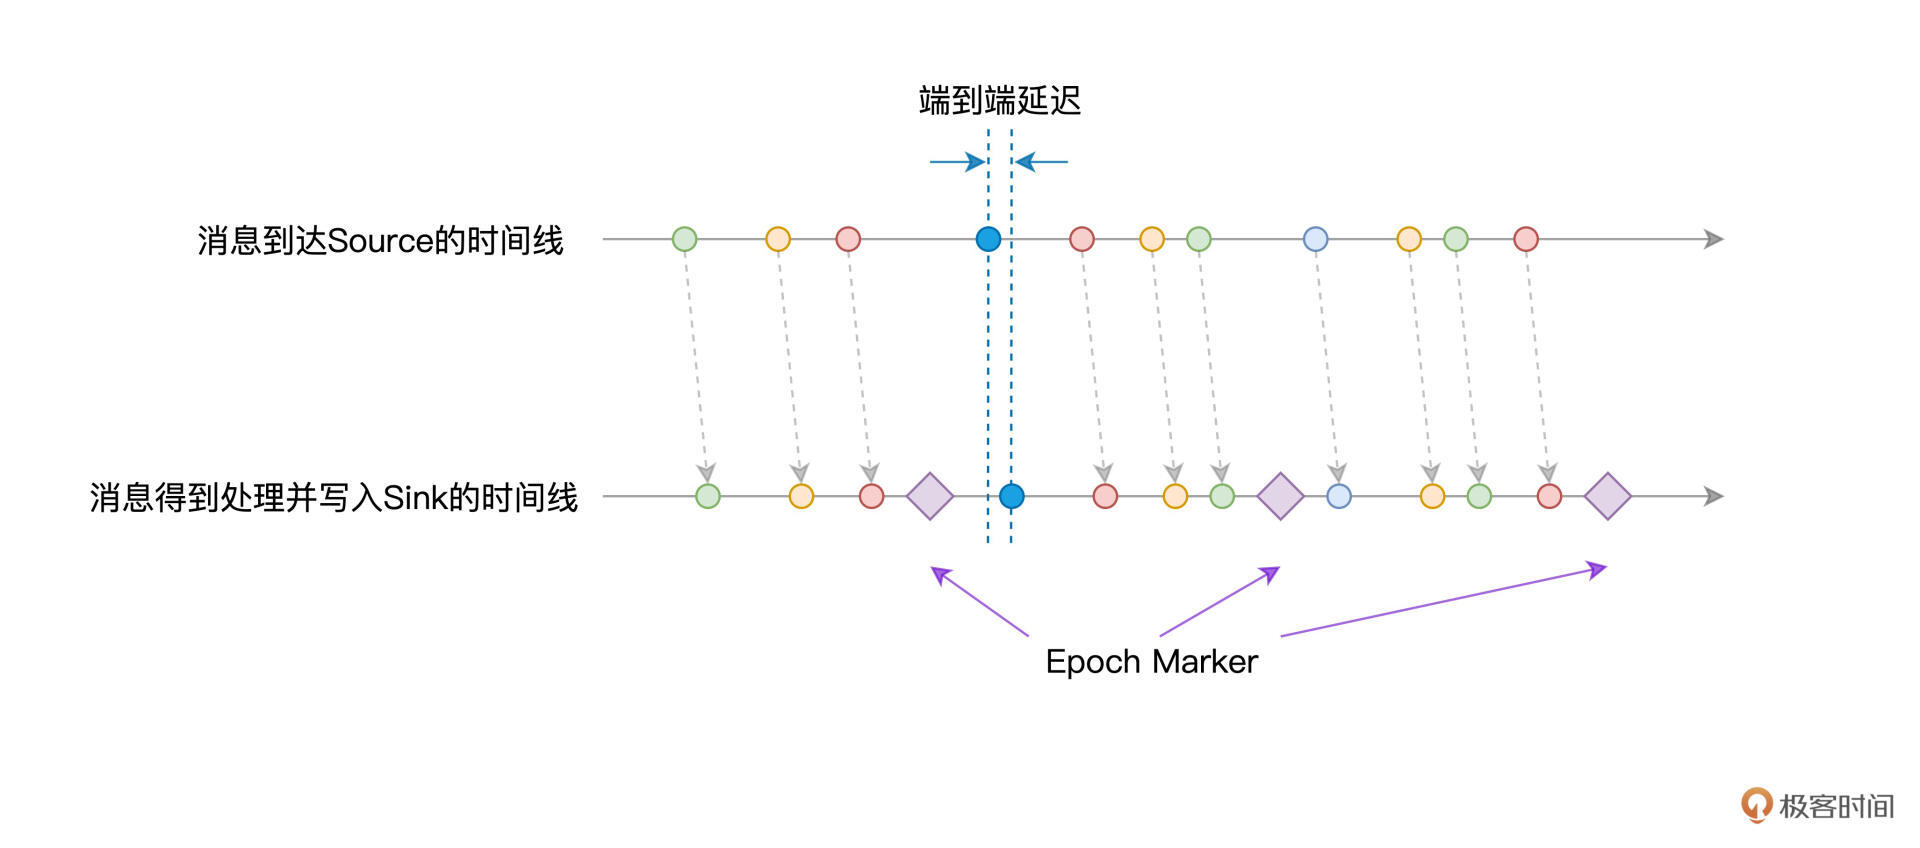 端到端延迟
消息到达Source的时间线
消息得到处理并写入Sink的时间线
Epoch Marker
极客时间